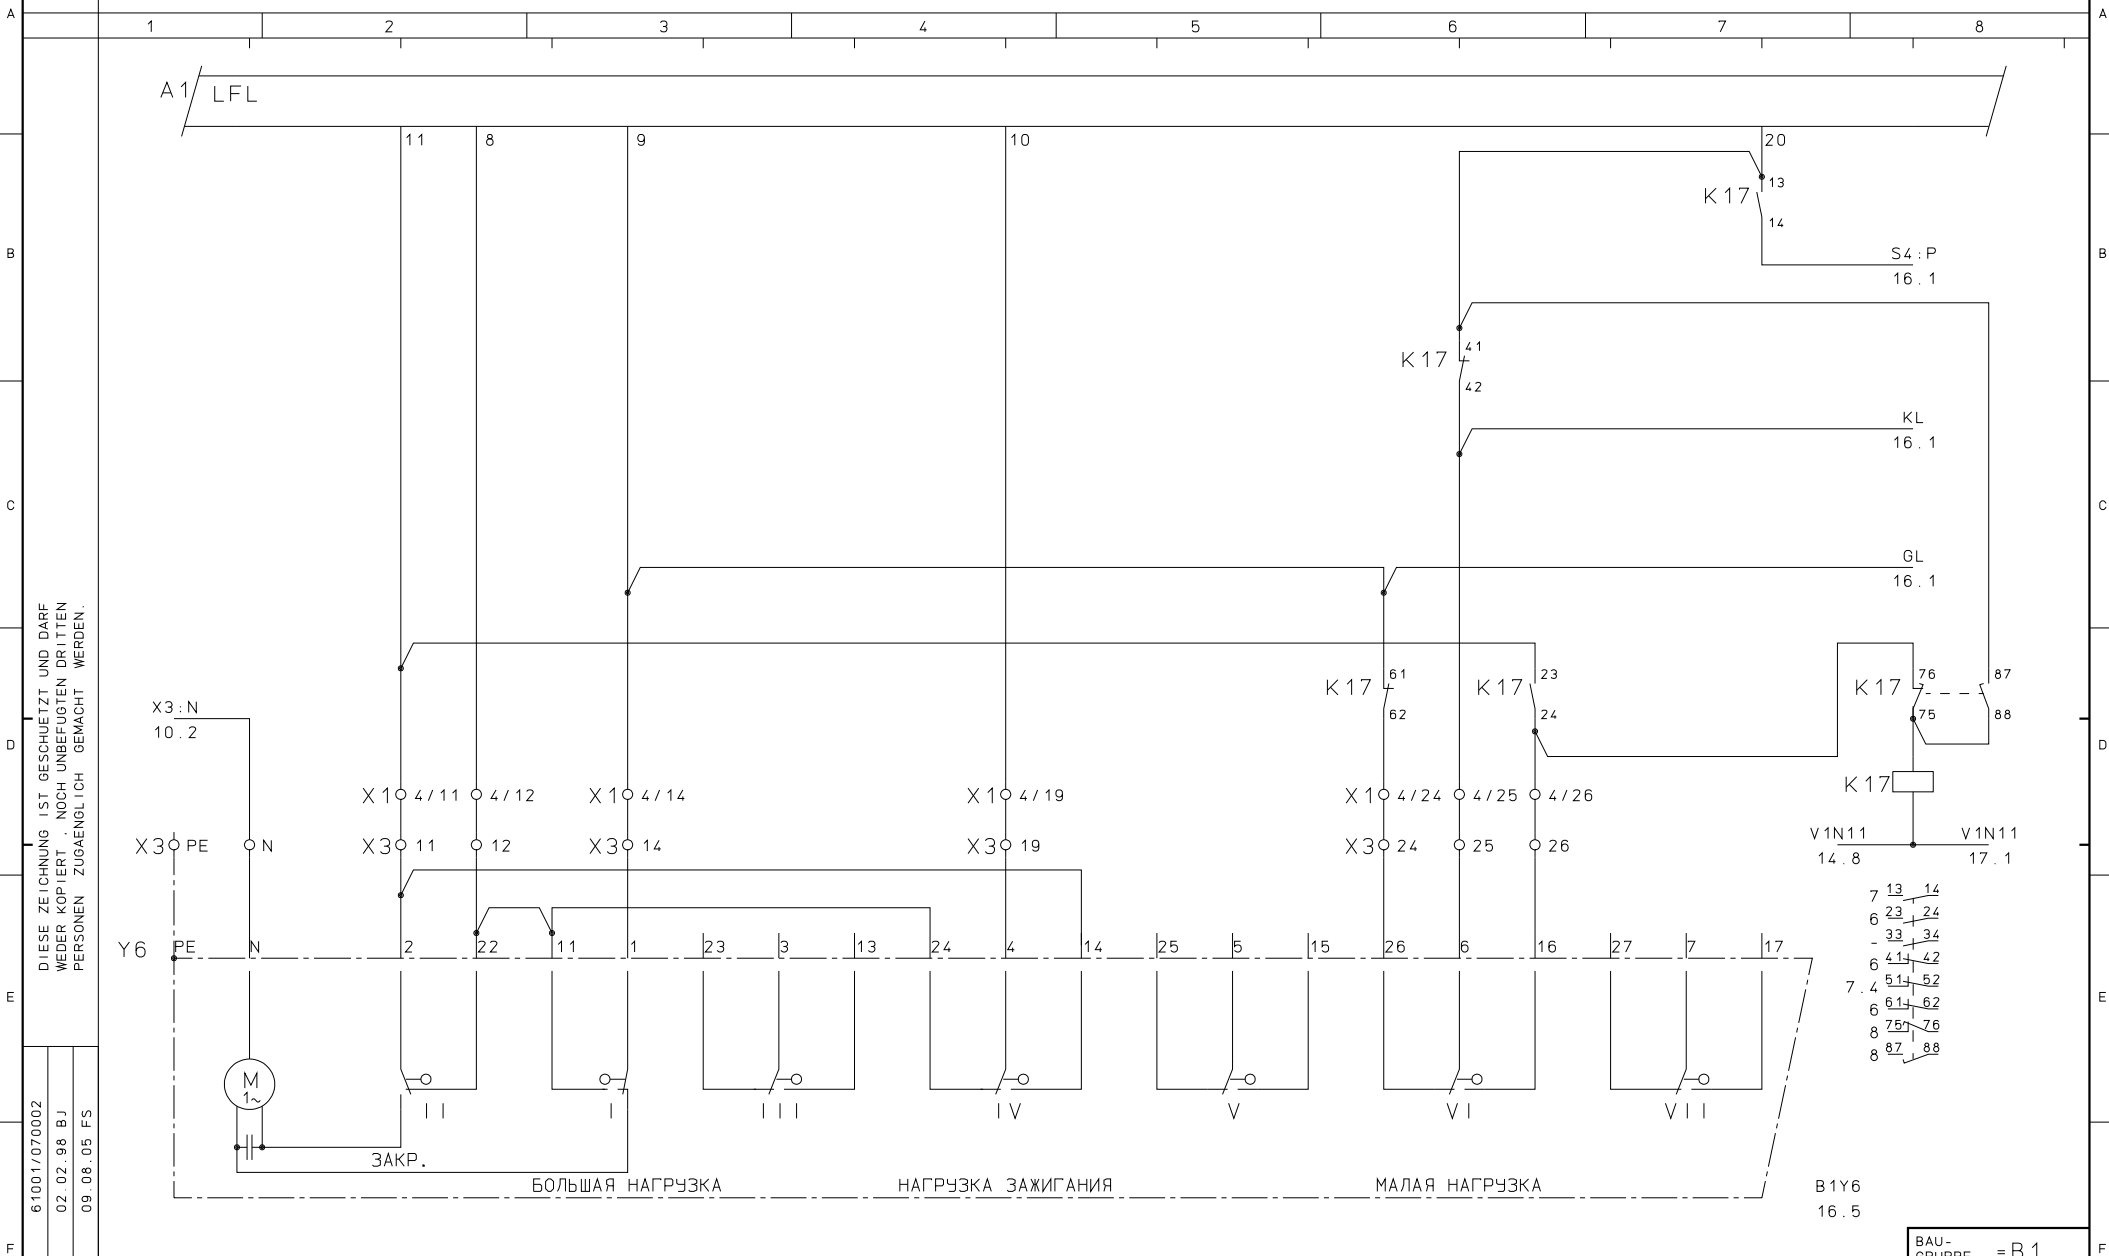 1 2 3 4 5 6 7 8
A A
A1 LFL
11 8 9 10 20
13
K17
14
B B
S4:P
16.1
41
K17
42
KL
16.1
C C
GL
16.1
61 23 76 87
K17 K17 K17
62 24 75 88
X3:N
10.2
D D
K17
X1 4/11 4/12 X1 4/14 X1 4/19 X1 4/24 4/25 4/26
V1N11 V1N11
14.8 17.1
X3 PE N X3 11 12 X3 14 X3 19 X3 24 25 26
7 13 14
6 23 24
- 33 34
6 41 42
7.4 51 52
6 61 62
8 75 76
8 87 88
Y6 PE N 2 22 11 1 23 3 13 24 4 14 25 5 15 26 6 16 27 7 17
E E
M
1~
II I III IV V VI VII
ЗАКР.
БОЛЬШАЯ НАГРУЗКА НАГРУЗКА ЗАЖИГАНИЯ МАЛАЯ НАГРУЗКА
B1Y6
16.5
F F
BAU-
GRUPPE =B1
DIESE ZEICHNUNG IST GESCHUETZT UND DARF
WEDER KOPIERT , NOCH UNBEFUGTEN DRITTEN
PERSONEN ZUGAENGLICH GEMACHT WERDEN.
61001/070002
02.02.98 BJ
09.08.05 FS